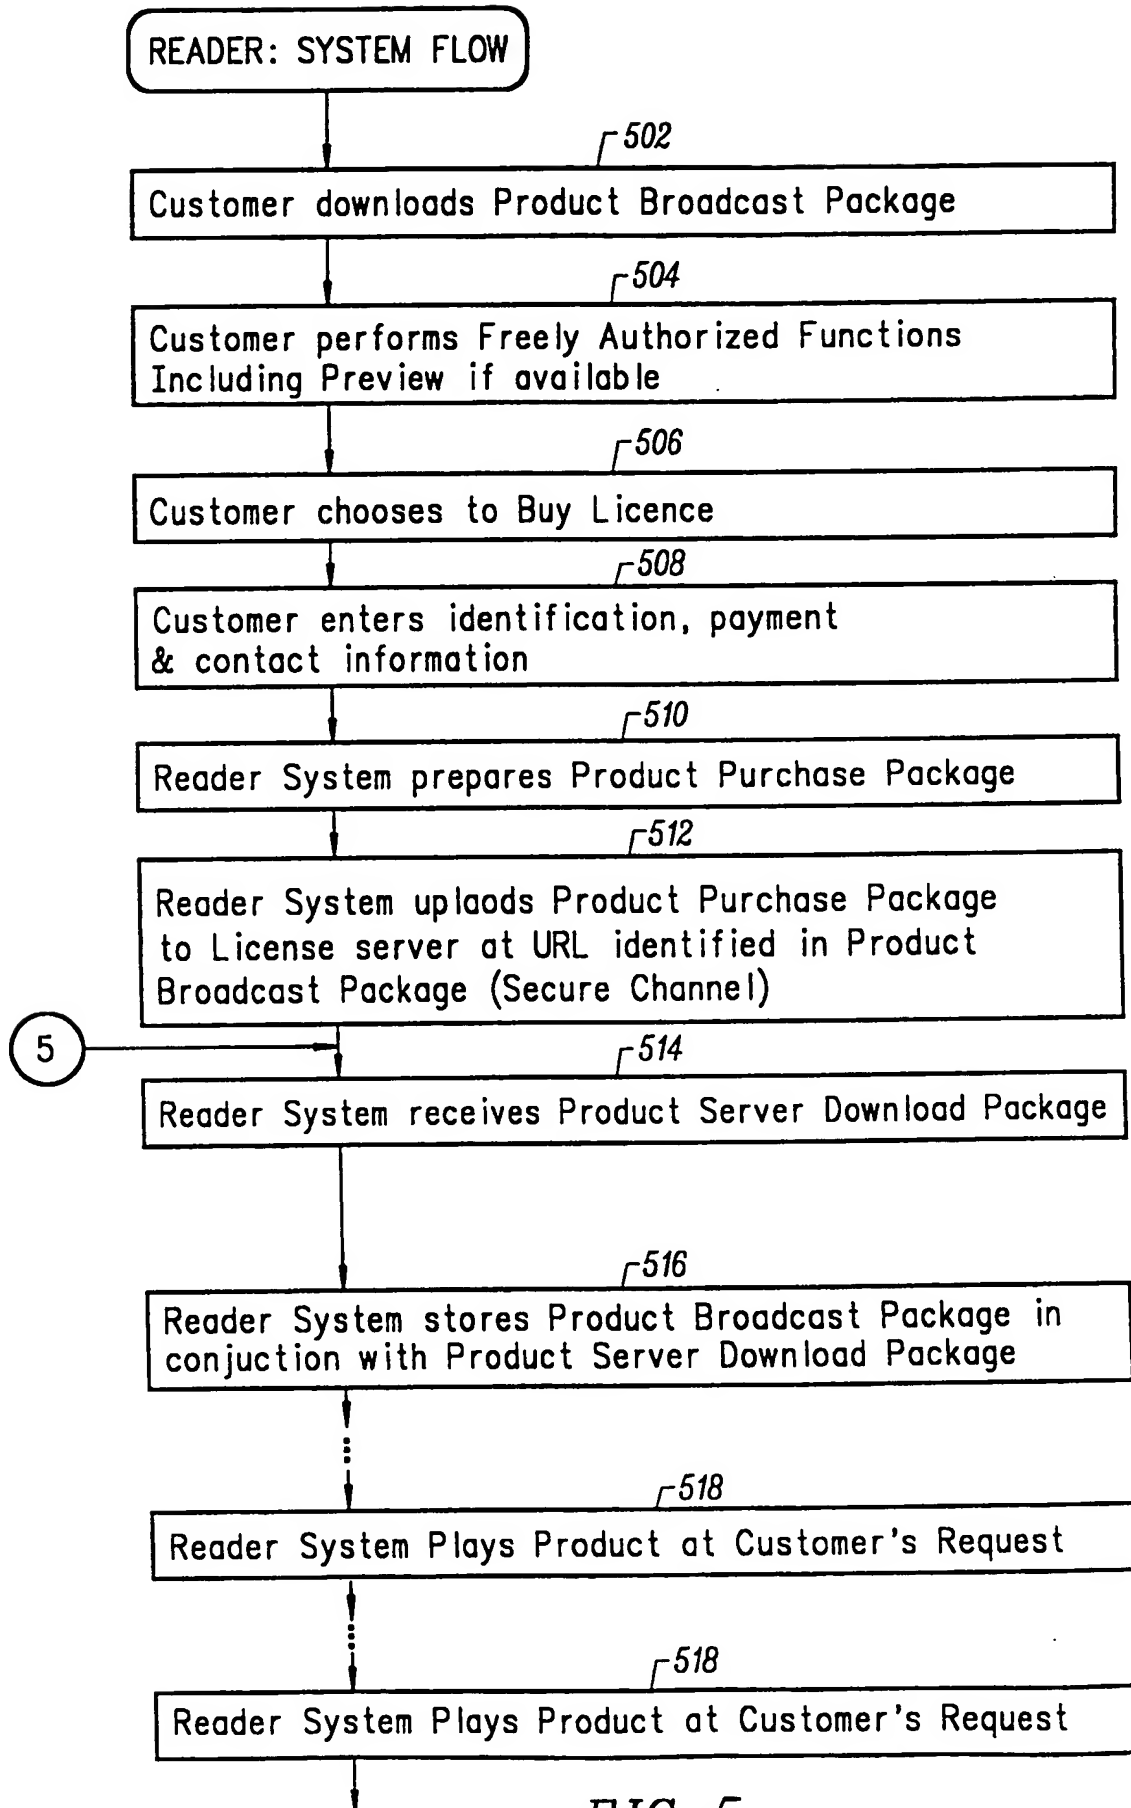 READER: SYSTEM FLOW
502
Customer downloads Product Broadcast Package
504
Customer performs Freely Authorized Functions
Including Preview if available
506
Customer chooses to Buy Licence
508
Customer enters identification, payment
& contact information
510
Reader System prepares Product Purchase Package
512
Reader System uplaods Product Purchase Package
to License server at URL identified in Product
Broadcast Package (Secure Channel)
5
514
Reader System receives Product Server Download Package
516
Reader System stores Product Broadcast Package in
conjuction with Product Server Download Package
518
Reader System Plays Product at Customer's Request
518
Reader System Plays Product at Customer's Request
FIG. 5